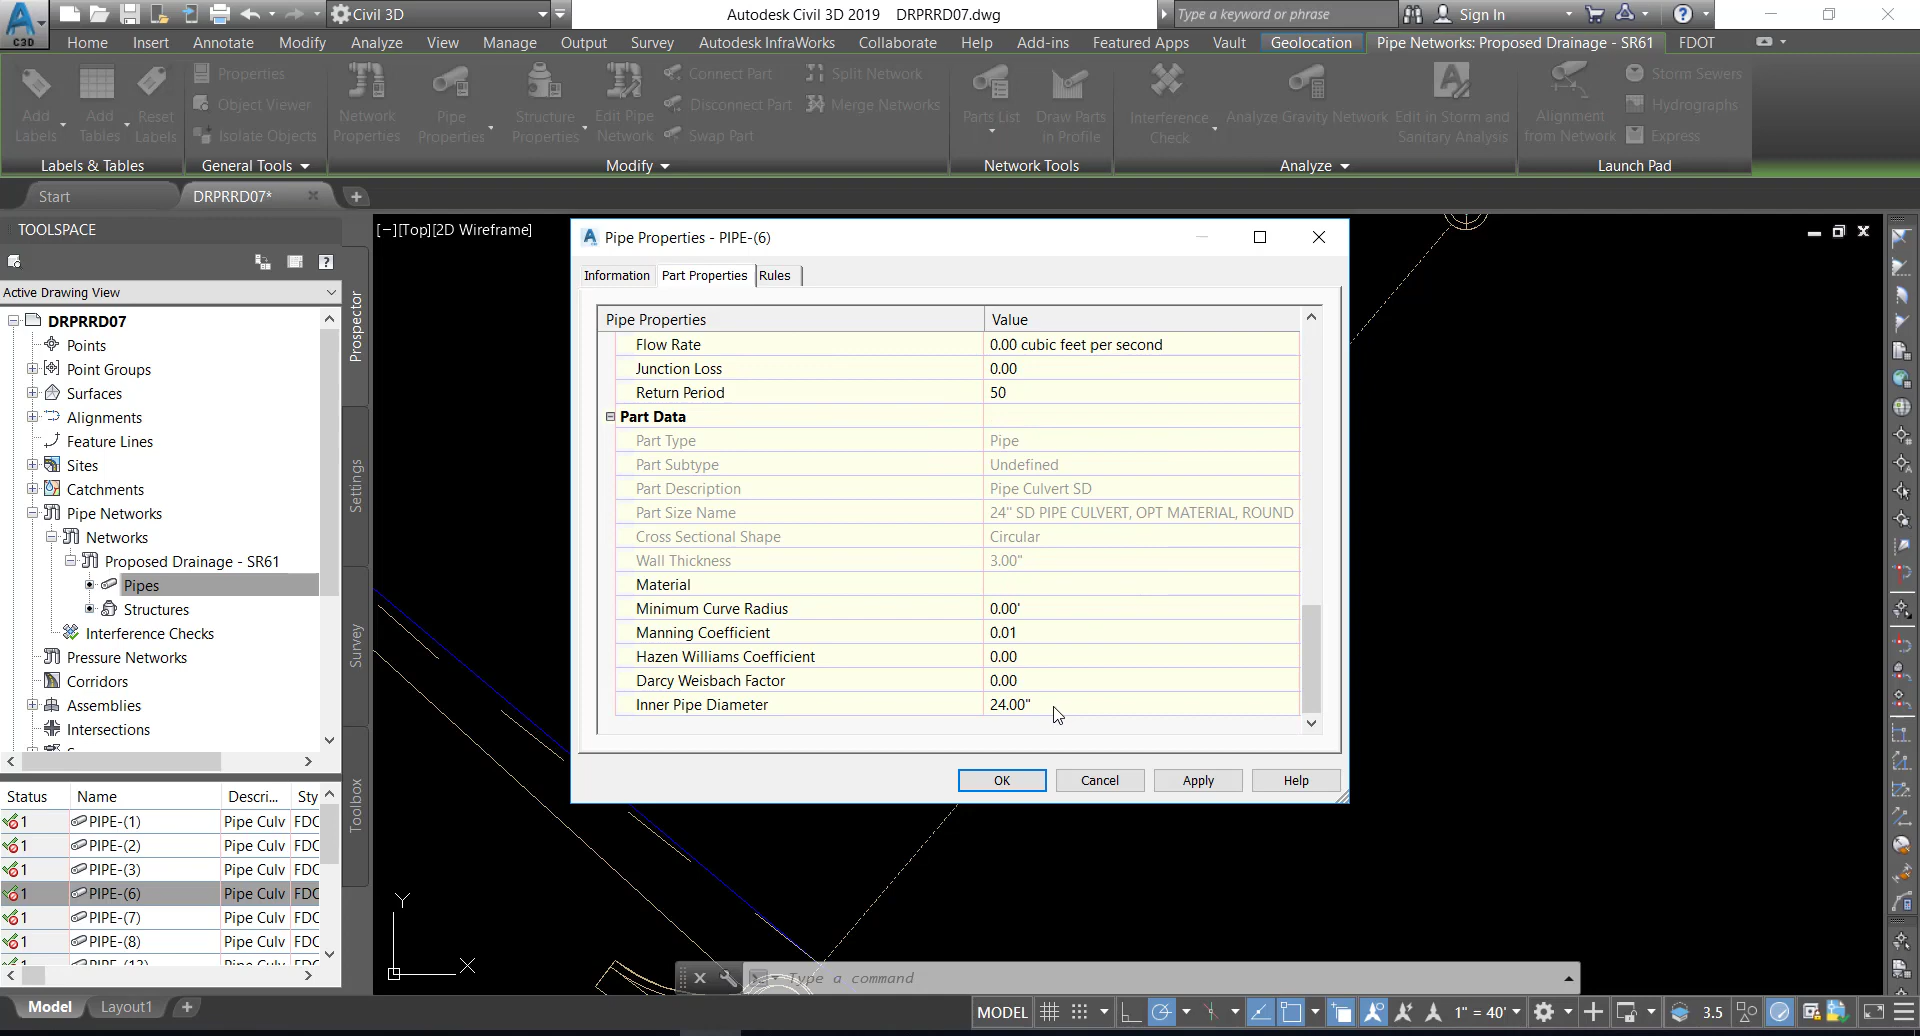 C3D
Civil 3D
Autodesk Civil 3D 2019 DRPRRD07.dwg
Type a keyword or phrase
Sign In
Home Insert Annotate Modify Analyze View Manage Output Survey Autodesk InfraWorks Collaborate Help Add-ins Featured Apps Vault Geolocation Pipe Networks: Proposed Drainage - SR61 FDOT
Add Labels
Add Tables
Reset Labels
Properties
Object Viewer
Isolate Objects
Network Properties
Pipe Properties
Structure Properties
Edit Pipe Network
Connect Part
Disconnect Part
Swap Part
Split Network
Merge Networks
Parts List
Draw Parts in Profile
Interference Check
Analyze Gravity Network
Edit in Storm and Sanitary Analysis
Alignment from Network
Storm Sewers
Hydrographs
Express
Labels & Tables
General Tools
Modify
Network Tools
Analyze
Launch Pad
Start
DRPRRD07*
TOOLSPACE
Active Drawing View
DRPRRD07
Points
Point Groups
Surfaces
Alignments
Feature Lines
Sites
Catchments
Pipe Networks
Networks
Proposed Drainage - SR61
Pipes
Structures
Interference Checks
Pressure Networks
Corridors
Assemblies
Intersections
Prospector
Settings
Survey
Toolbox
Status Name Descri... Sty
1 PIPE-(1) Pipe Culv FDC
1 PIPE-(2) Pipe Culv FDC
1 PIPE-(3) Pipe Culv FDC
1 PIPE-(6) Pipe Culv FDC
1 PIPE-(7) Pipe Culv FDC
1 PIPE-(8) Pipe Culv FDC
[−][Top][2D Wireframe]
Pipe Properties - PIPE-(6)
Information Part Properties Rules
Pipe Properties Value
Flow Rate 0.00 cubic feet per second
Junction Loss 0.00
Return Period 50
Part Data
Part Type Pipe
Part Subtype Undefined
Part Description Pipe Culvert SD
Part Size Name 24" SD PIPE CULVERT, OPT MATERIAL, ROUND
Cross Sectional Shape Circular
Wall Thickness 3.00"
Material
Minimum Curve Radius 0.00'
Manning Coefficient 0.01
Hazen Williams Coefficient 0.00
Darcy Weisbach Factor 0.00
Inner Pipe Diameter 24.00"
OK Cancel Apply Help
Y
X
Type a command
Model Layout1
MODEL 1" = 40' 3.5